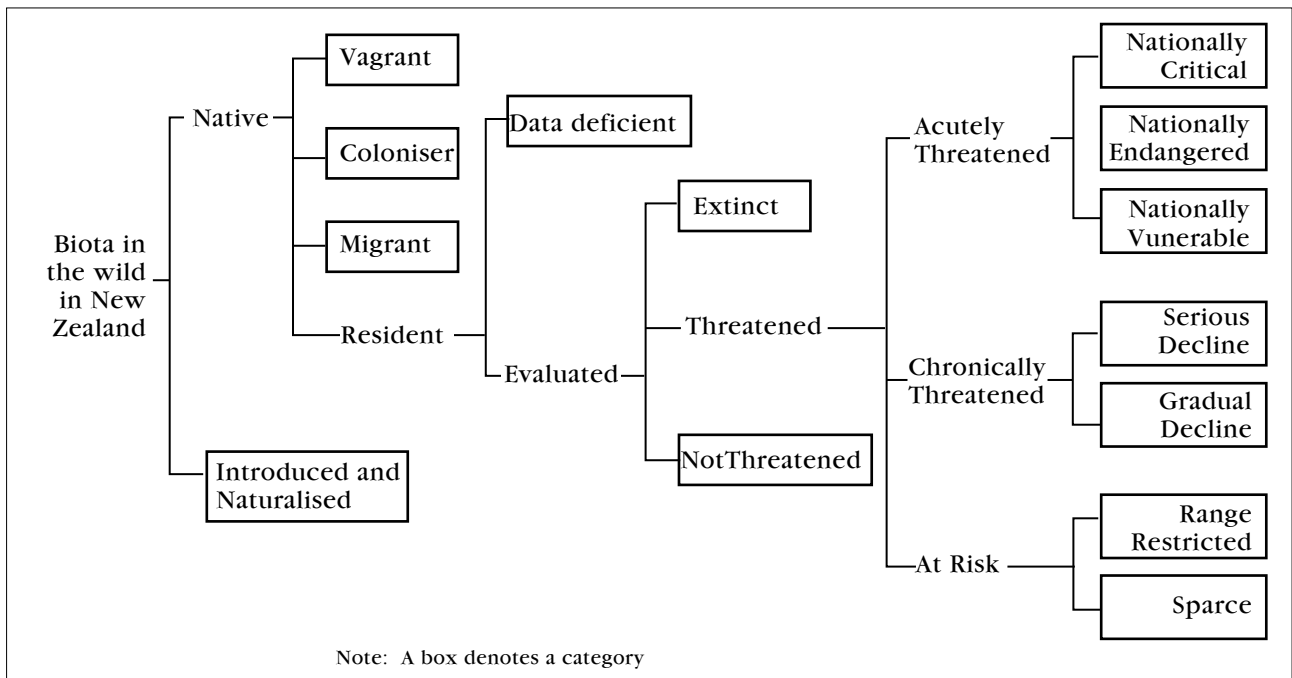 Biota in
the wild
in New
Zealand
Native
Introduced and
Naturalised
Vagrant
Coloniser
Migrant
Resident
Data deficient
Evaluated
Extinct
Threatened
NotThreatened
Acutely
Threatened
Chronically
Threatened
At Risk
Nationally
Critical
Nationally
Endangered
Nationally
Vunerable
Serious
Decline
Gradual
Decline
Range
Restricted
Sparce
Note: A box denotes a category